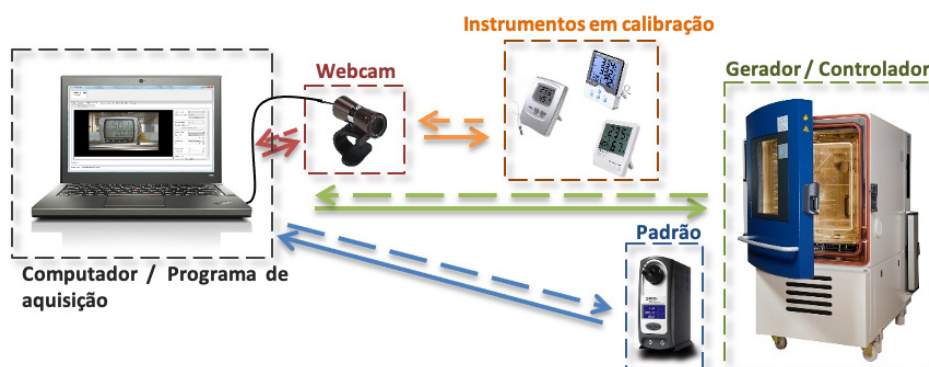 Instrumentos em calibração
Webcam
Gerador / Controlador
Padrão
Computador / Programa de
aquisição